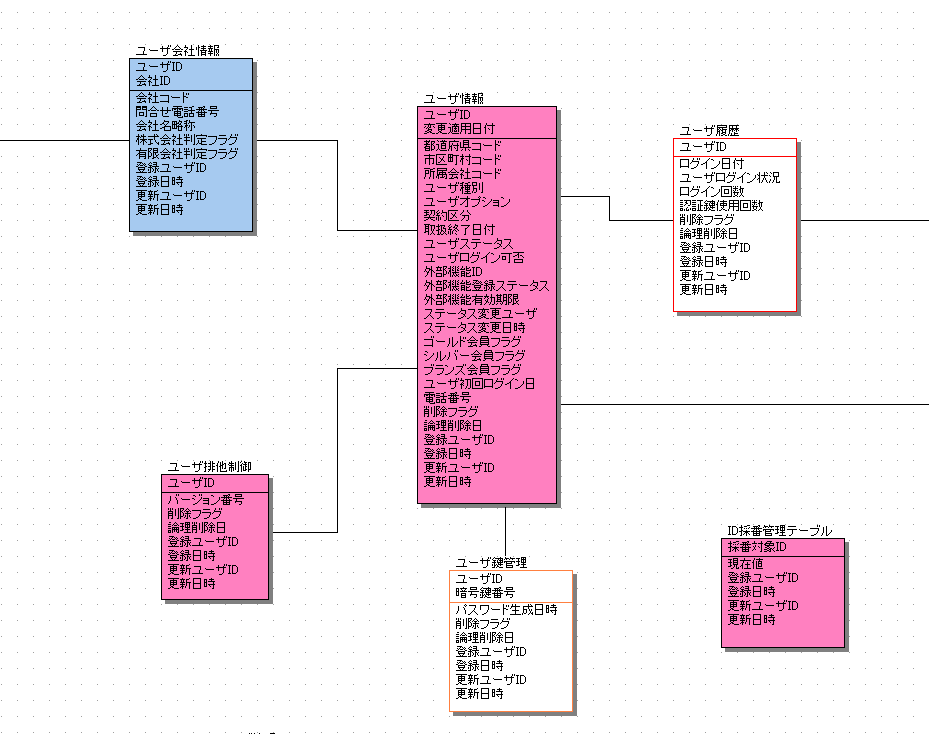 ユーザ会社情報
ユーザID
会社ID
会社コード
問合せ電話番号
会社名略称
株式会社判定フラグ
有限会社判定フラグ
登録ユーザID
登録日時
更新ユーザID
更新日時
ユーザ情報
ユーザID
変更適用日付
都道府県コード
市区町村コード
所属会社コード
ユーザ種別
ユーザオプション
契約区分
取扱終了日付
ユーザステータス
ユーザログイン可否
外部機能ID
外部機能登録ステータス
外部機能有効期限
ステータス変更ユーザ
ステータス変更日時
ゴールド会員フラグ
シルバー会員フラグ
ブランズ会員フラグ
ユーザ初回ログイン日
電話番号
削除フラグ
論理削除日
登録ユーザID
登録日時
更新ユーザID
更新日時
ユーザ履歴
ユーザID
ログイン日付
ユーザログイン状況
ログイン回数
認証鍵使用回数
削除フラグ
論理削除日
登録ユーザID
登録日時
更新ユーザID
更新日時
ユーザ排他制御
ユーザID
バージョン番号
削除フラグ
論理削除日
登録ユーザID
登録日時
更新ユーザID
更新日時
ユーザ鍵管理
ユーザID
暗号鍵番号
パスワード生成日時
削除フラグ
論理削除日
登録ユーザID
登録日時
更新ユーザID
更新日時
ID採番管理テーブル
採番対象ID
現在値
登録ユーザID
登録日時
更新ユーザID
更新日時